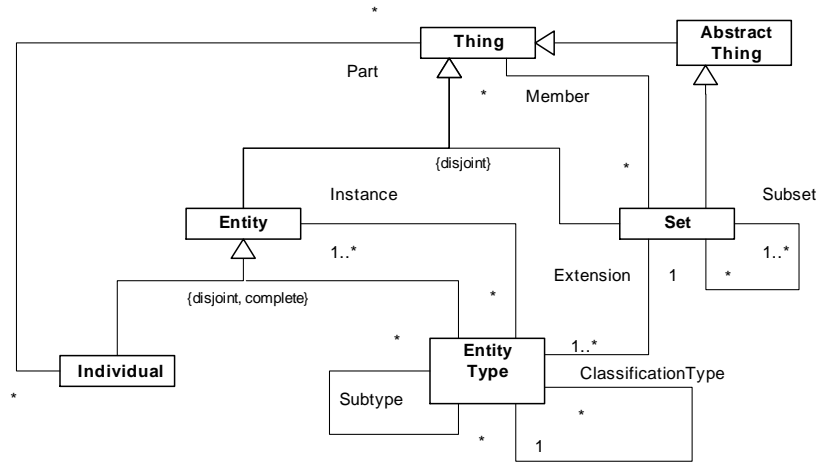 *
Thing
Abstract
Thing
Part
*
Member
{disjoint}
*
Instance
Subset
Entity
Set
1..*
1..*
Extension
1
*
{disjoint, complete}
*
*
Entity
Type
1..*
Individual
ClassificationType
*
Subtype
*
*
1